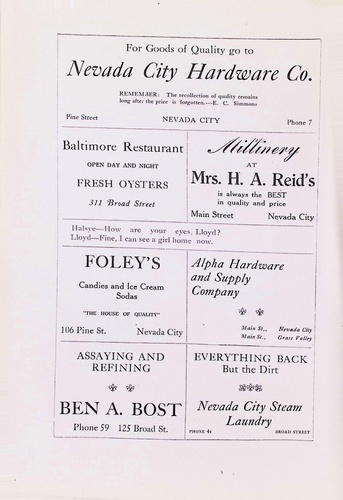 For Goods of Quality go to
Nevada City Hardware Co.
REMEMBER: The recollection of quality remains
long after the price is forgotten.—E. C. Simmons
Pine Street NEVADA CITY Phone 7
Baltimore Restaurant
OPEN DAY AND NIGHT
FRESH OYSTERS
311 Broad Street
Millinery
AT
Mrs. H. A. Reid's
is always the BEST
in quality and price
Main Street Nevada City
Halsye—How are your eyes, Lloyd?
Lloyd—Fine, I can see a girl home now.
FOLEY'S
Candies and Ice Cream
Sodas
"THE HOUSE OF QUALITY"
106 Pine St. Nevada City
Alpha Hardware
and Supply
Company
Main St., Nevada City
Main St., Grass Valley
ASSAYING AND
REFINING
BEN A. BOST
Phone 59 125 Broad St.
EVERYTHING BACK
But the Dirt
Nevada City Steam
Laundry
PHONE 41 BROAD STREET